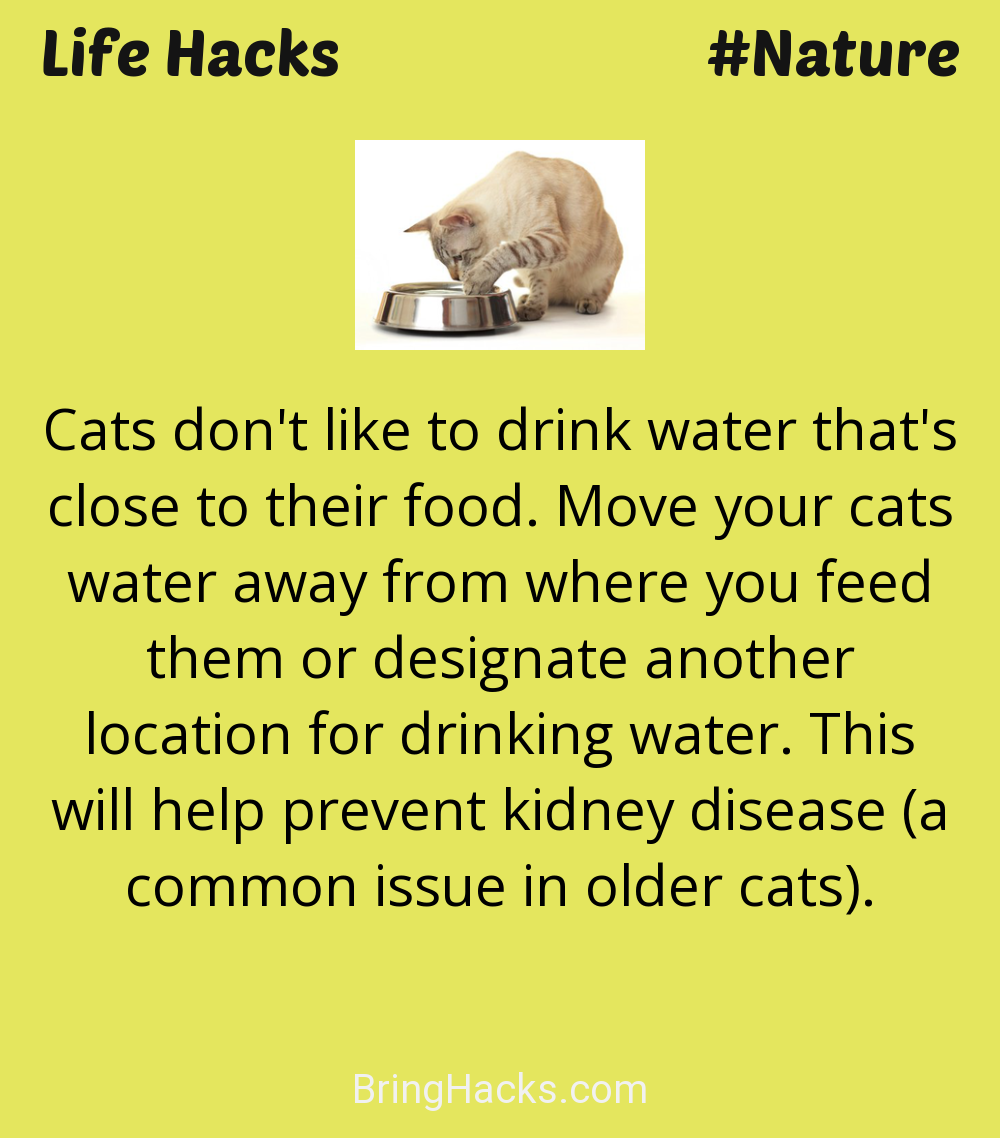 Life Hacks #Nature
Cats don't like to drink water that's
close to their food. Move your cats
water away from where you feed
them or designate another
location for drinking water. This
will help prevent kidney disease (a
common issue in older cats).
BringHacks.com